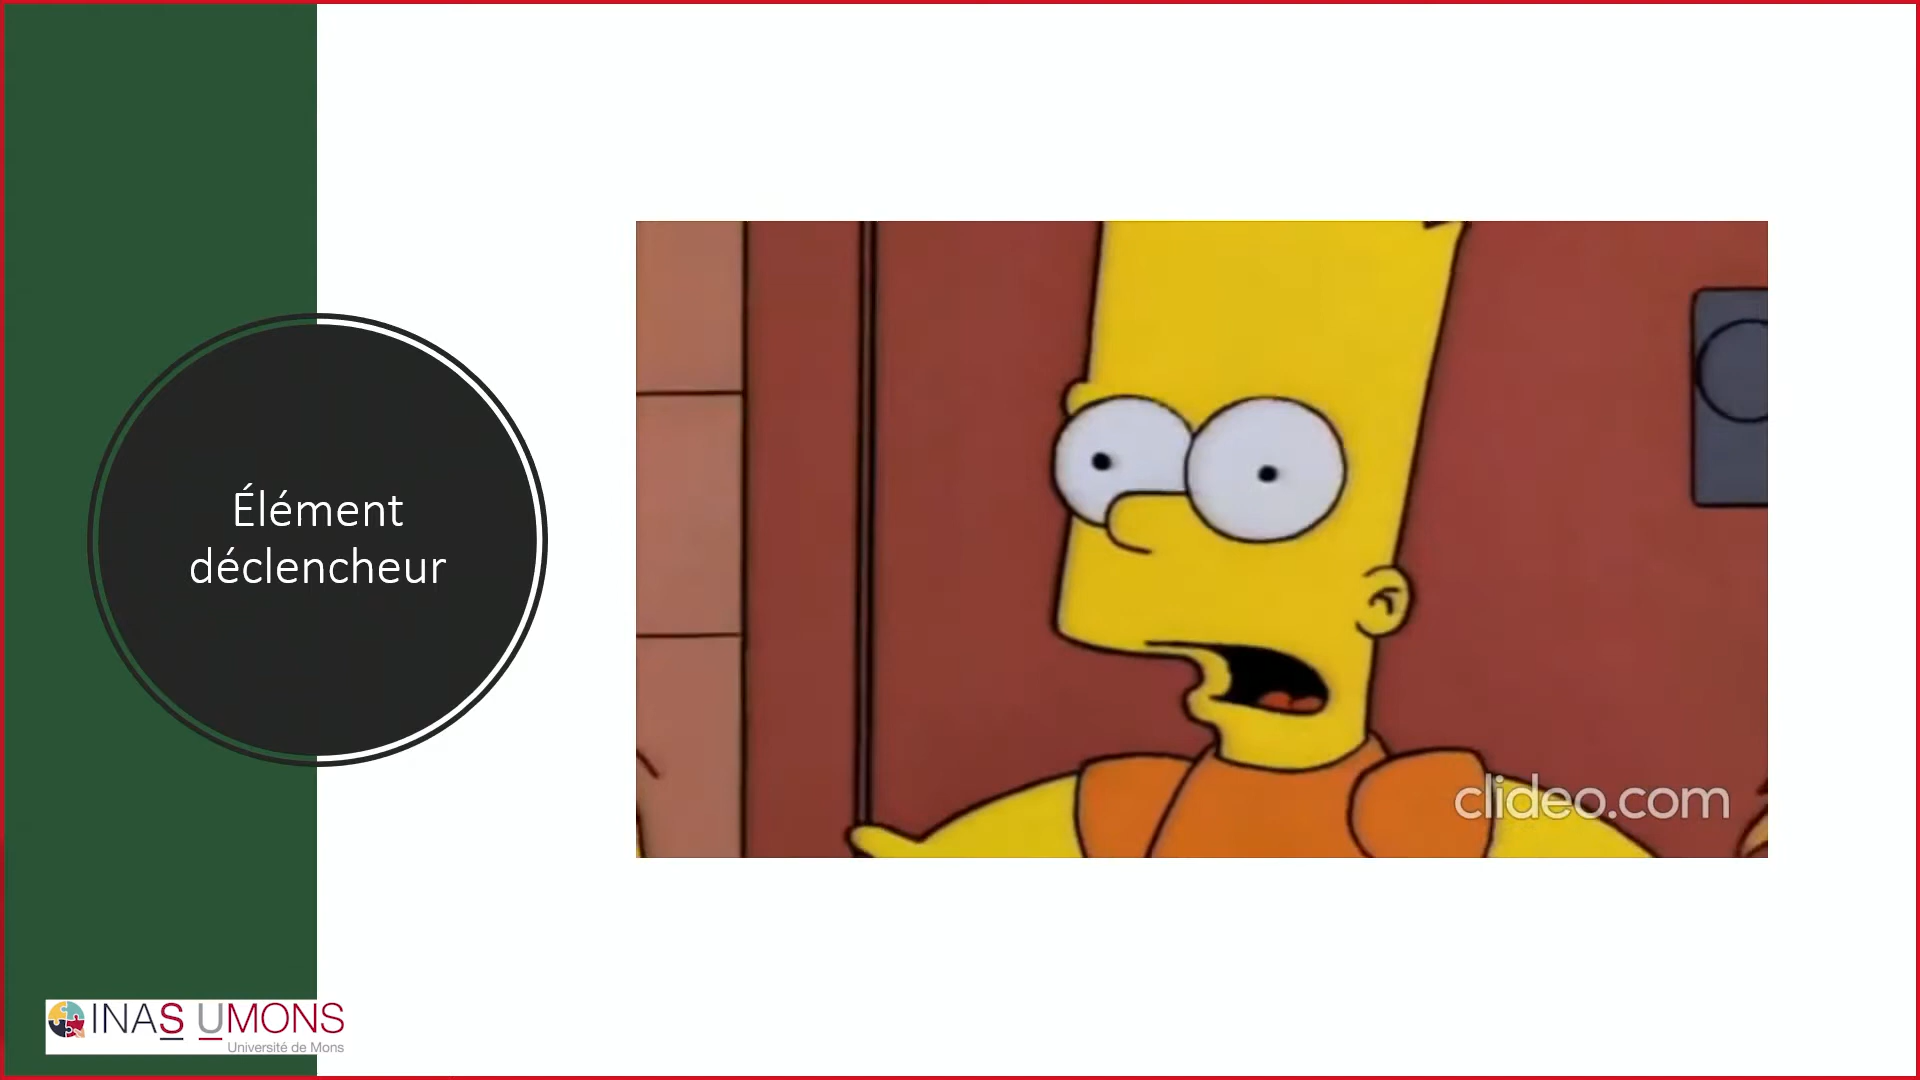 Élément
déclencheur
clideo.com
INAS UMONS
Université de Mons